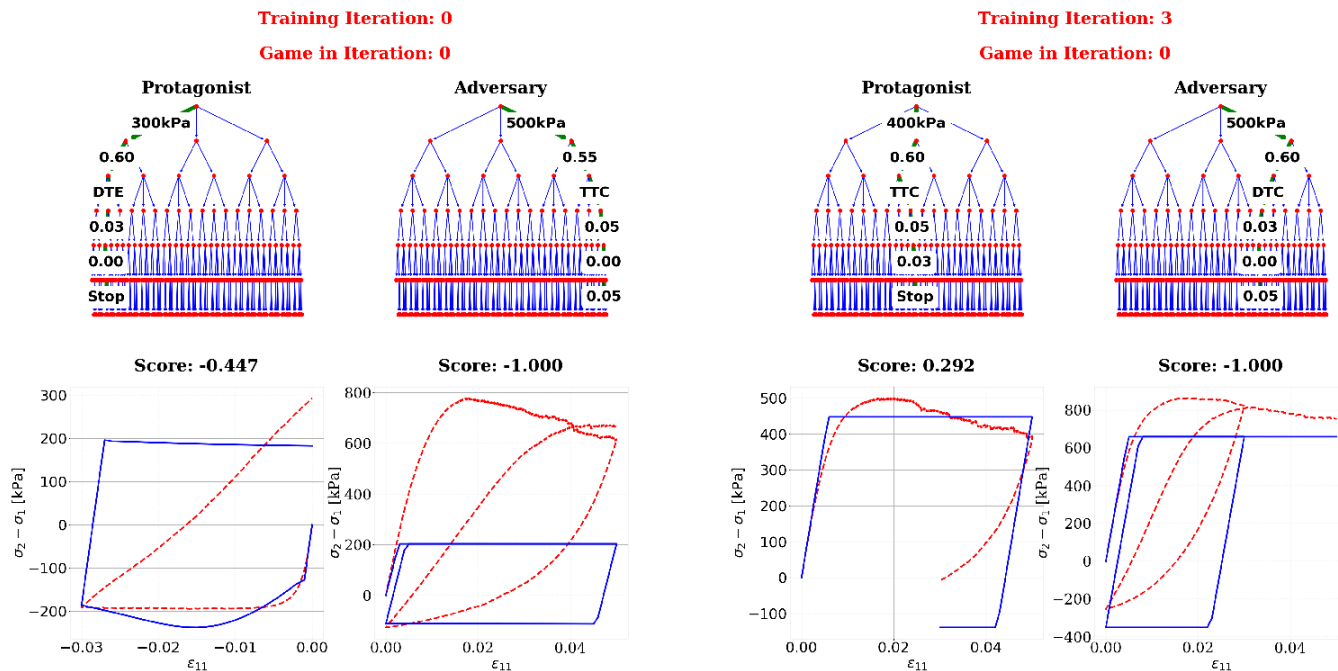 Training Iteration: 0
Game in Iteration: 0
Protagonist
300kPa
0.60
DTE
0.03
0.00
Stop
Adversary
500kPa
0.55
TTC
0.05
0.00
0.05
Score: -0.447
300
200
100
0
−100
−200
σ₂ − σ₁ [kPa]
−0.03 −0.02 −0.01 0.00
ε₁₁
Score: -1.000
800
600
400
200
0
σ₂ − σ₁ [kPa]
0.00 0.02 0.04
ε₁₁
Training Iteration: 3
Game in Iteration: 0
Protagonist
400kPa
0.60
TTC
0.05
0.03
Stop
Adversary
500kPa
0.60
DTC
0.03
0.00
0.05
Score: 0.292
500
400
300
200
100
0
−100
σ₂ − σ₁ [kPa]
0.00 0.02 0.04
ε₁₁
Score: -1.000
800
600
400
200
0
−200
−400
σ₂ − σ₁ [kPa]
0.00 0.02 0.04
ε₁₁